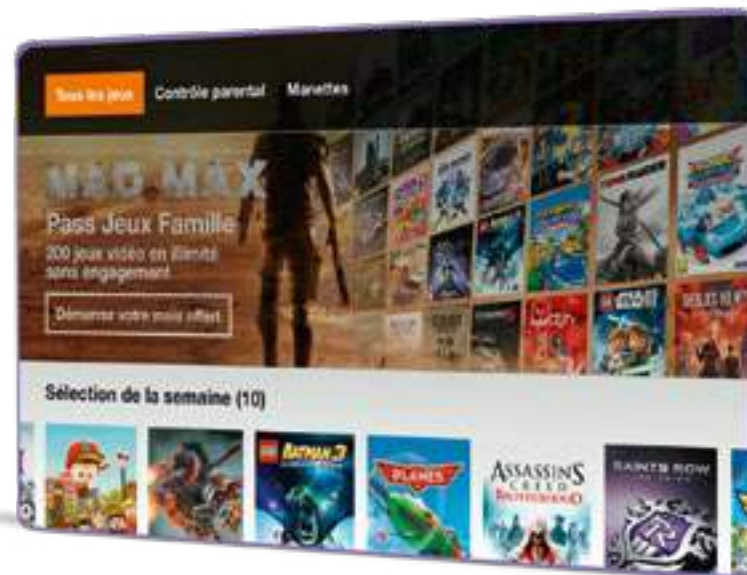 Tous les jeux
Contrôle parental
Manettes
MAD MAX
Pass Jeux Famille
200 jeux vidéo en illimité
sans engagement
Démarrez votre mois offert
Sélection de la semaine (10)
LEGO BATMAN 3
PLANES
ASSASSIN'S
CREED
BROTHERHOOD
SAINTS ROW